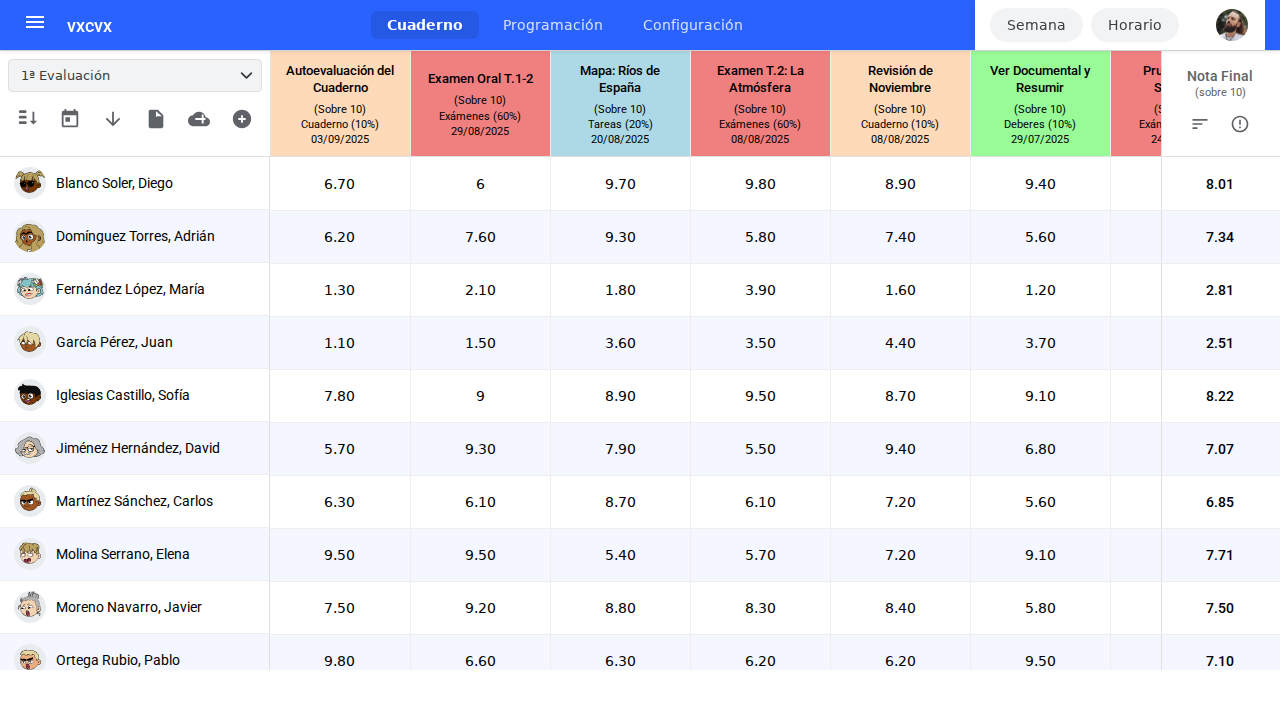 vxcvx
Cuaderno
Programación
Configuración
Semana
Horario
1ª Evaluación
Autoevaluación del
Cuaderno
(Sobre 10)
Cuaderno (10%)
03/09/2025
Examen Oral T.1-2
(Sobre 10)
Exámenes (60%)
29/08/2025
Mapa: Ríos de
España
(Sobre 10)
Tareas (20%)
20/08/2025
Examen T.2: La
Atmósfera
(Sobre 10)
Exámenes (60%)
08/08/2025
Revisión de
Noviembre
(Sobre 10)
Cuaderno (10%)
08/08/2025
Ver Documental y
Resumir
(Sobre 10)
Deberes (10%)
29/07/2025
Nota Final
(sobre 10)
Blanco Soler, Diego 6.70 6 9.70 9.80 8.90 9.40 8.01
Domínguez Torres, Adrián 6.20 7.60 9.30 5.80 7.40 5.60 7.34
Fernández López, María 1.30 2.10 1.80 3.90 1.60 1.20 2.81
García Pérez, Juan 1.10 1.50 3.60 3.50 4.40 3.70 2.51
Iglesias Castillo, Sofía 7.80 9 8.90 9.50 8.70 9.10 8.22
Jiménez Hernández, David 5.70 9.30 7.90 5.50 9.40 6.80 7.07
Martínez Sánchez, Carlos 6.30 6.10 8.70 6.10 7.20 5.60 6.85
Molina Serrano, Elena 9.50 9.50 5.40 5.70 7.20 9.10 7.71
Moreno Navarro, Javier 7.50 9.20 8.80 8.30 8.40 5.80 7.50
Ortega Rubio, Pablo 9.80 6.60 6.30 6.20 6.20 9.50 7.10